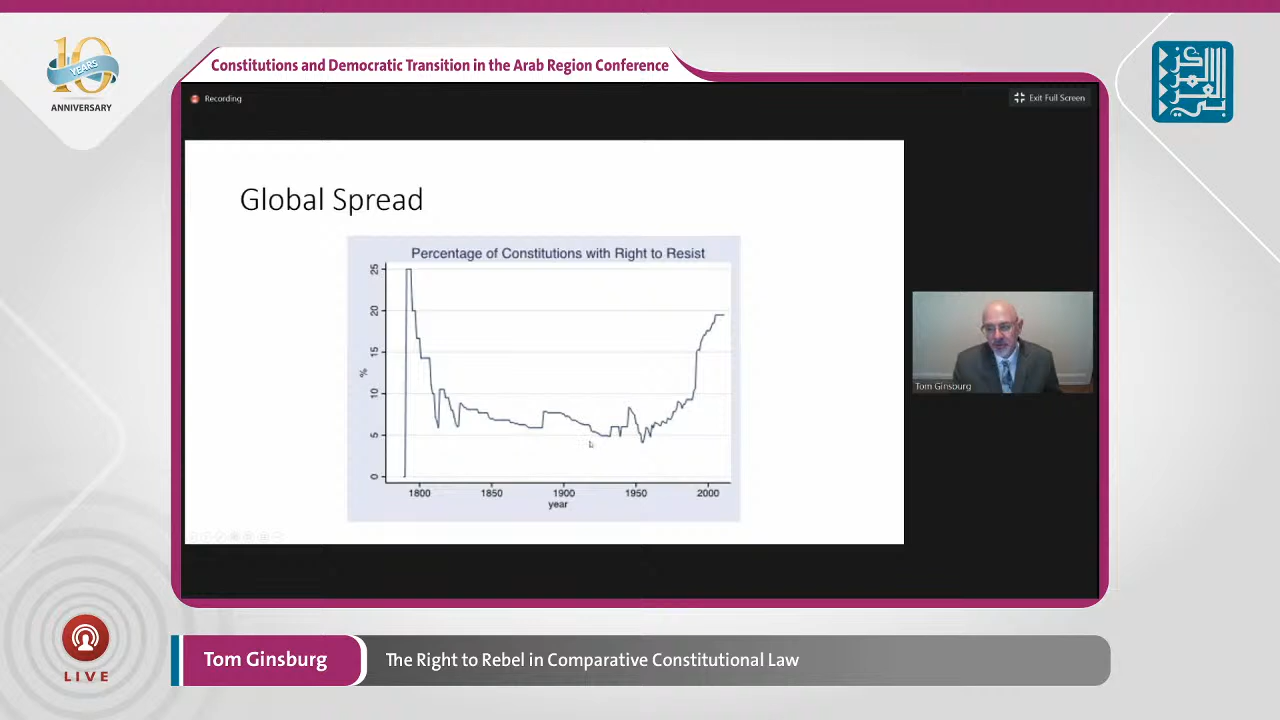 10
YEARS
ANNIVERSARY
Constitutions and Democratic Transition in the Arab Region Conference
المركز
العربي
Recording
Exit Full Screen
Global Spread
Percentage of Constitutions with Right to Resist
25
20
15
10
5
0
%
1800
1850
1900
1950
2000
year
Tom Ginsburg
LIVE
Tom Ginsburg
The Right to Rebel in Comparative Constitutional Law